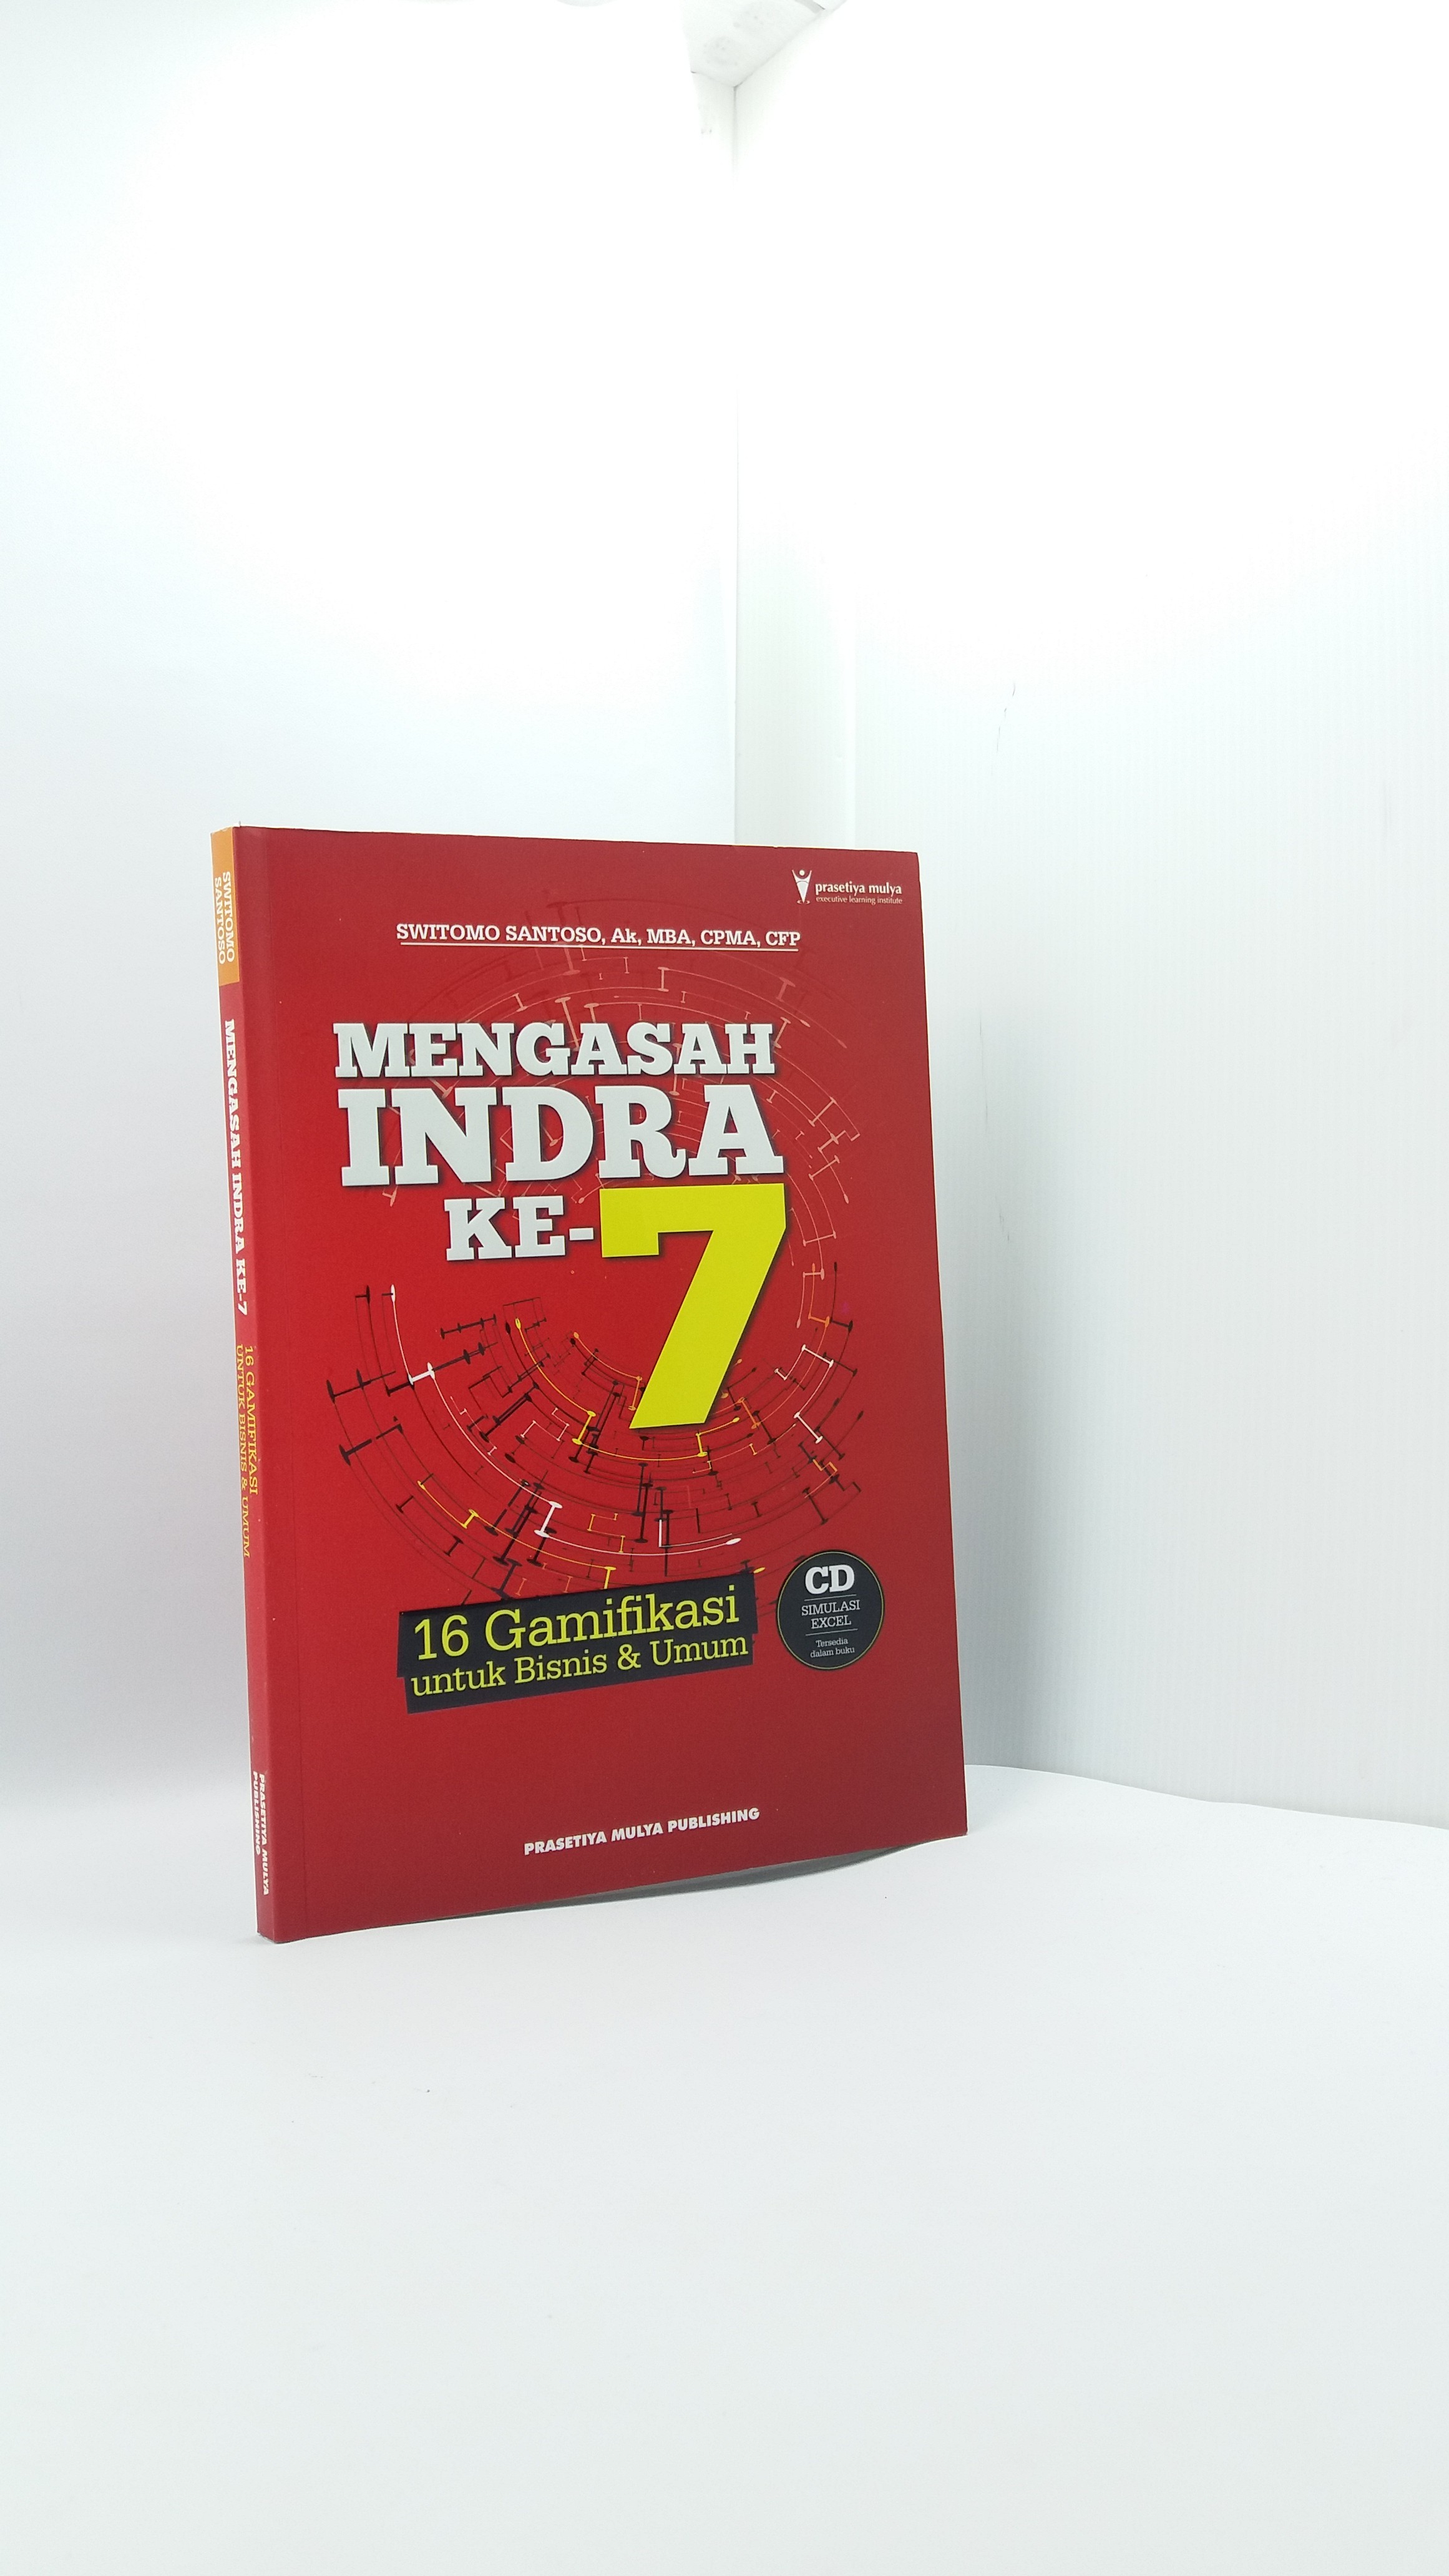 prasetiya mulya
executive learning institute
SWITOMO SANTOSO, Ak, MBA, CPMA, CFP
MENGASAH
INDRA
KE-7
16 Gamifikasi
untuk Bisnis & Umum
CD
SIMULASI
EXCEL
Tersedia
dalam buku
PRASETIYA MULYA PUBLISHING
SWITOMO
SANTOSO
MENGASAH INDRA KE-7
16 GAMIFIKASI
UNTUK BISNIS & UMUM
PRASETIYA MULYA
PUBLISHING